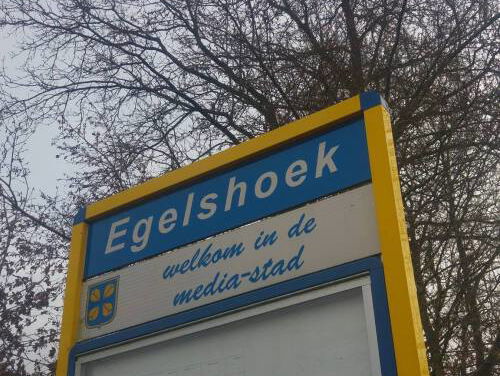 Egelshoek
welkom in de
media-stad